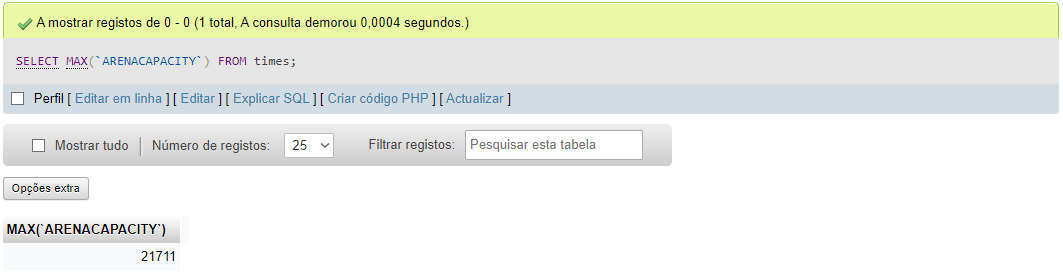 A mostrar registos de 0 - 0 (1 total, A consulta demorou 0,0004 segundos.)
SELECT MAX(`ARENACAPACITY`) FROM times;
Perfil [ Editar em linha ] [ Editar ] [ Explicar SQL ] [ Criar código PHP ] [ Actualizar ]
Mostrar tudo Número de registos: 25 Filtrar registos: Pesquisar esta tabela
Opções extra
MAX(`ARENACAPACITY`)
21711